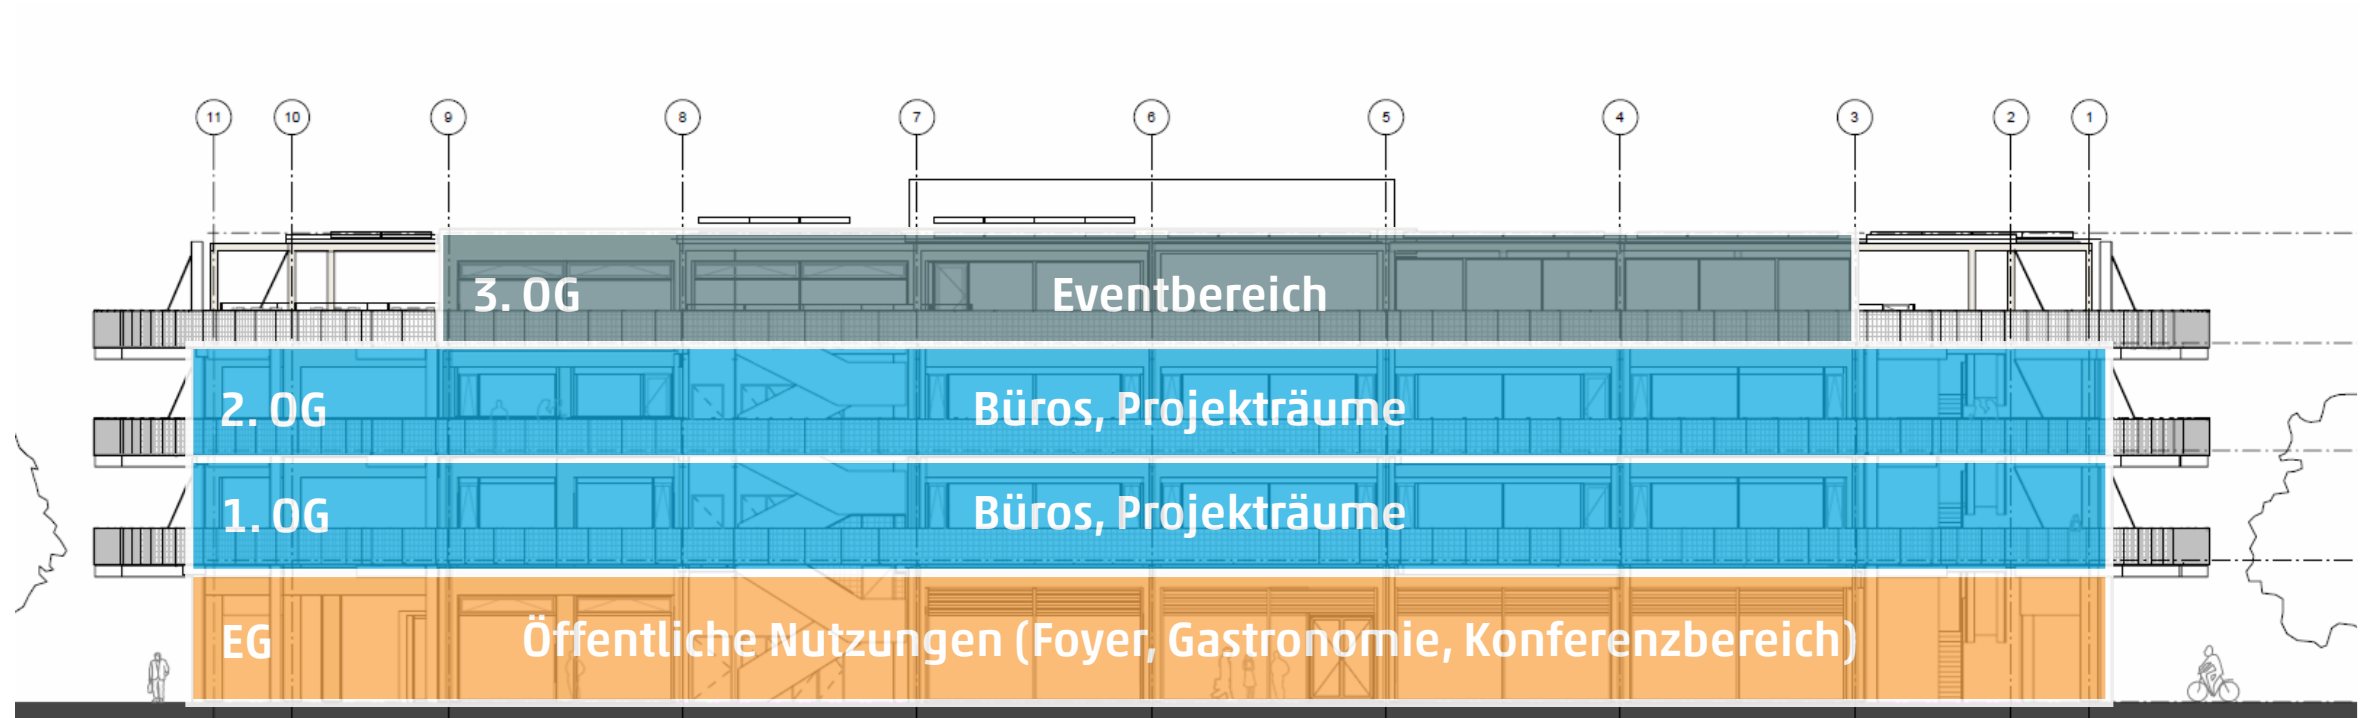 11 10 9 8 7 6 5 4 3 2 1
3. OG Eventbereich
2. OG Büros, Projekträume
1. OG Büros, Projekträume
EG Öffentliche Nutzungen (Foyer, Gastronomie, Konferenzbereich)